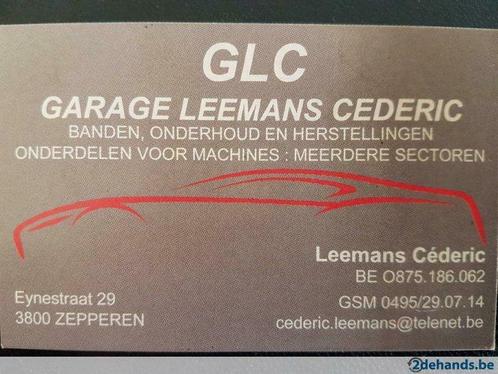 GLC
GARAGE LEEMANS CEDERIC
BANDEN, ONDERHOUD EN HERSTELLINGEN
ONDERDELEN VOOR MACHINES : MEERDERE SECTOREN
Leemans Céderic
BE O875.186.062
Eynestraat 29
GSM 0495/29.07.14
3800 ZEPPEREN
cederic.leemans@telenet.be
2dehands.be